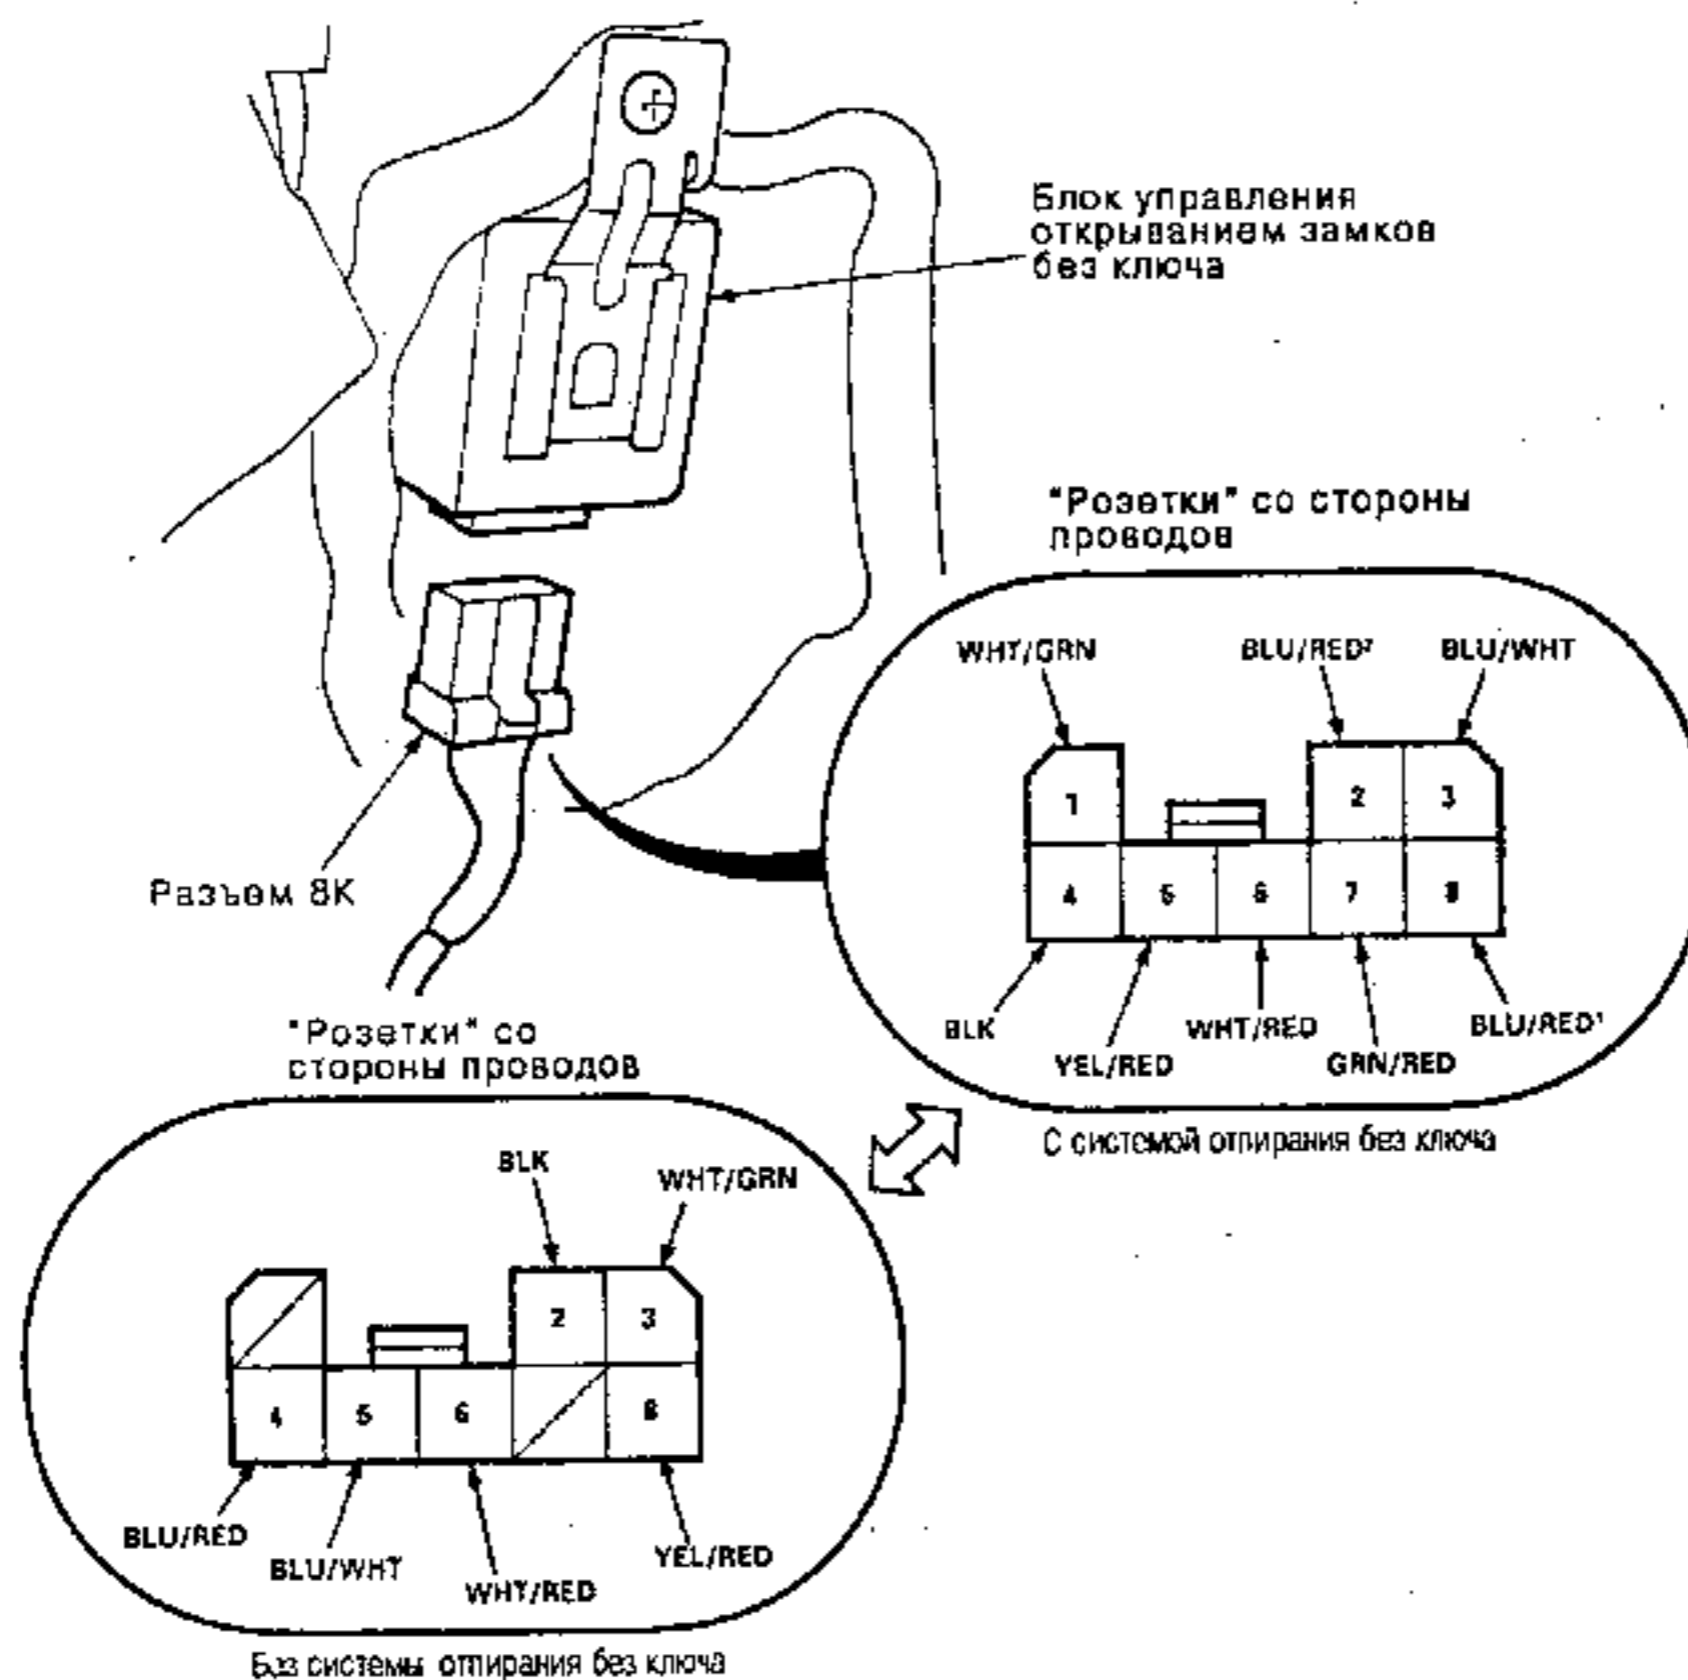 Блок управления
открыванием замков
без ключа
"Розетки" со стороны
проводов
WHT/GRN BLU/RED² BLU/WHT
1 2 3
4 5 6 7 8
Разъем 8К
BLK WHT/RED BLU/RED¹
YEL/RED GRN/RED
С системой отпирания без ключа
"Розетки" со
стороны проводов
BLK
WHT/GRN
2 3
4 5 6 8
BLU/RED
BLU/WHT
WHT/RED
YEL/RED
Без системы отпирания без ключа